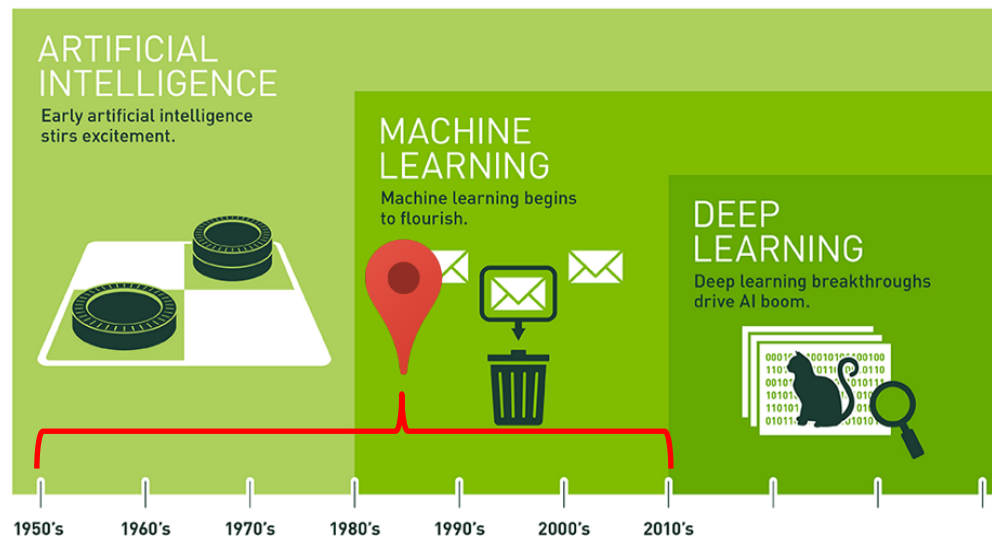 ARTIFICIAL
INTELLIGENCE
Early artificial intelligence
stirs excitement.
MACHINE
LEARNING
Machine learning begins
to flourish.
DEEP
LEARNING
Deep learning breakthroughs
drive AI boom.
1950's
1960's
1970's
1980's
1990's
2000's
2010's